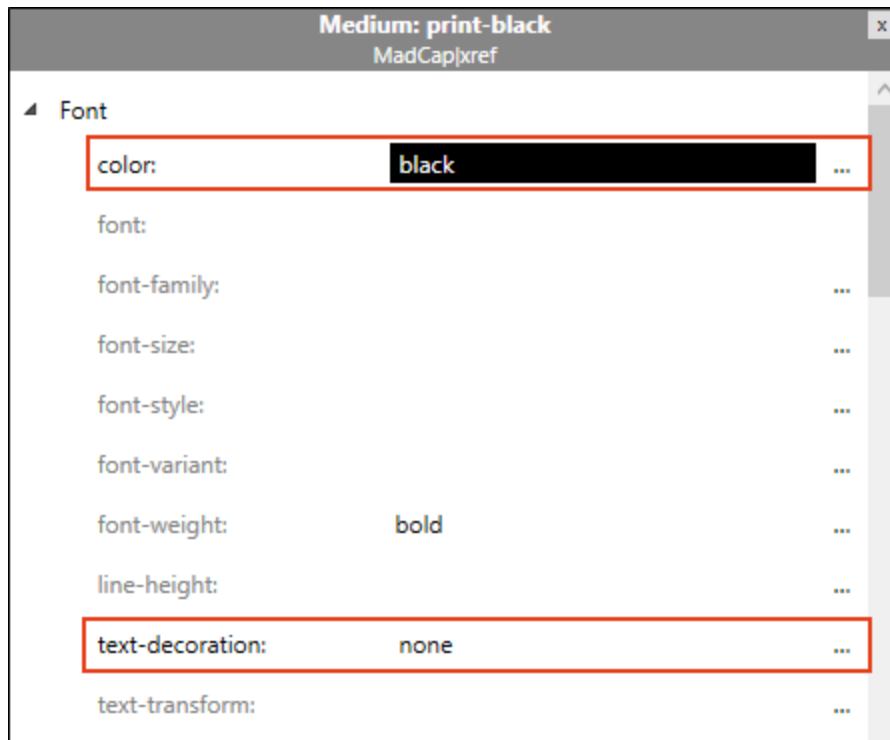 Medium: print-black
MadCap|xref
x
Font
color: black ...
font:
font-family: ...
font-size: ...
font-style: ...
font-variant: ...
font-weight: bold ...
line-height: ...
text-decoration: none ...
text-transform: ...